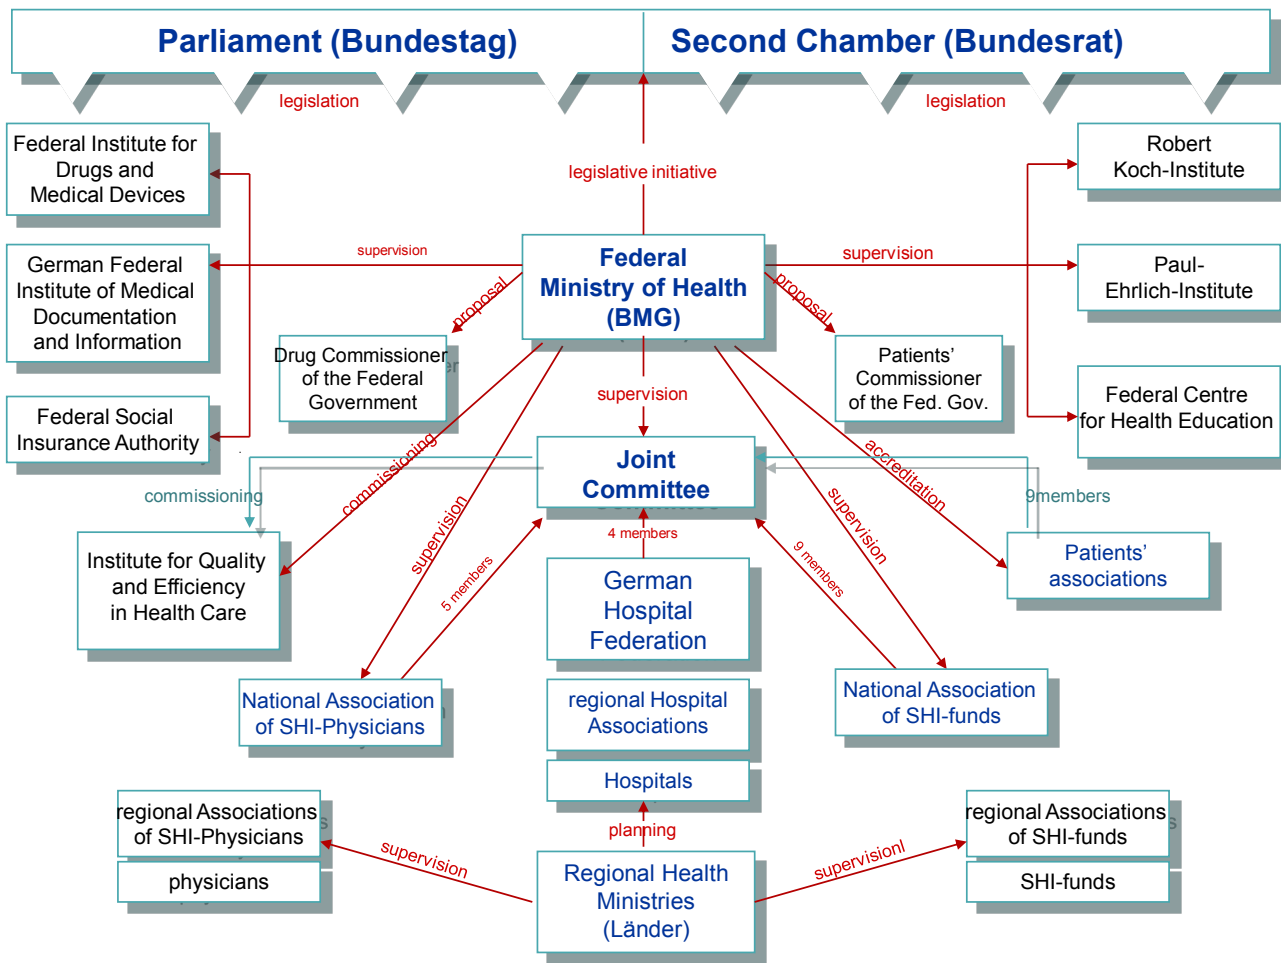 Parliament (Bundestag)
Second Chamber (Bundesrat)
legislation
legislation
Federal Institute for
Drugs and
Medical Devices
legislative initiative
Robert
Koch-Institute
supervision
supervision
German Federal
Institute of Medical
Documentation
and Information
Federal
Ministry of Health
(BMG)
Paul-
Ehrlich-Institute
proposal
proposal
Drug Commissioner
of the Federal
Government
Patients'
Commissioner
of the Fed. Gov.
supervision
Federal Social
Insurance Authority
Federal Centre
for Health Education
commissioning
accreditation
Joint
Committee
commissioning
9members
supervision
supervision
4 members
5 members
9 members
Institute for Quality
and Efficiency
in Health Care
German
Hospital
Federation
Patients'
associations
National Association
of SHI-Physicians
regional Hospital
Associations
National Association
of SHI-funds
Hospitals
regional Associations
of SHI-Physicians
planning
regional Associations
of SHI-funds
supervision
supervisionl
physicians
Regional Health
Ministries
(Länder)
SHI-funds